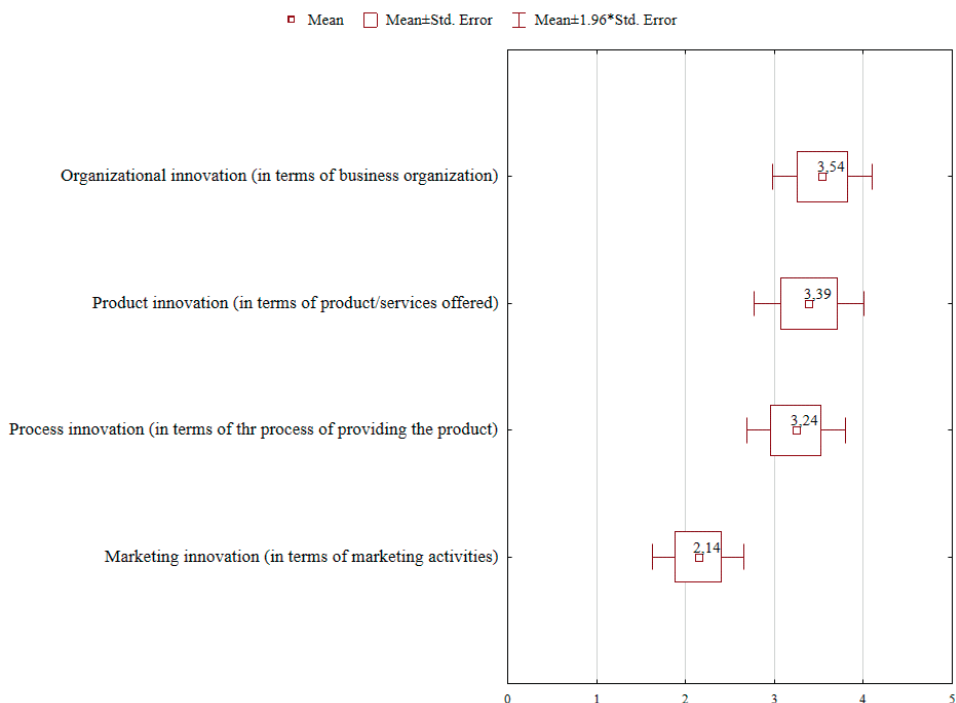 Mean Mean±Std. Error Mean±1.96*Std. Error
3,54
Organizational innovation (in terms of business organization)
3,39
Product innovation (in terms of product/services offered)
3,24
Process innovation (in terms of thr process of providing the product)
2,14
Marketing innovation (in terms of marketing activities)
0 1 2 3 4 5